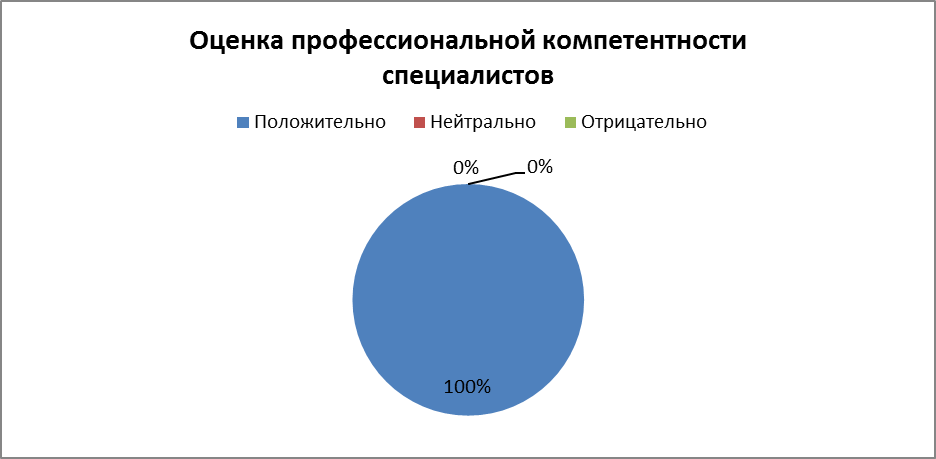 Оценка профессиональной компетентности
специалистов
Положительно Нейтрально Отрицательно
0% 0%
100%